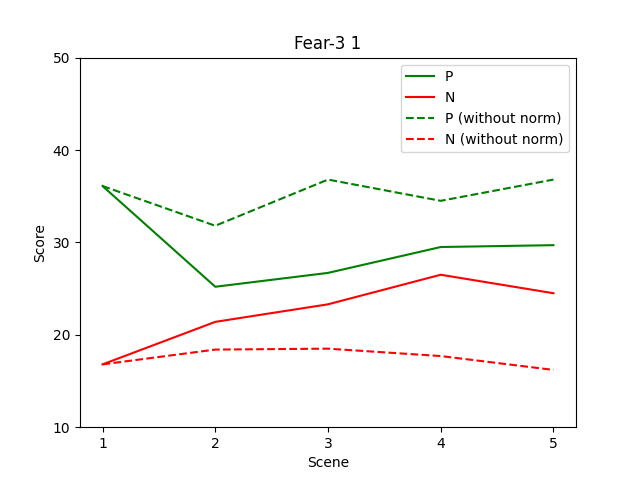 Fear-3 1
50
40
30
20
10
Score
P
N
P (without norm)
N (without norm)
1 2 3 4 5
Scene